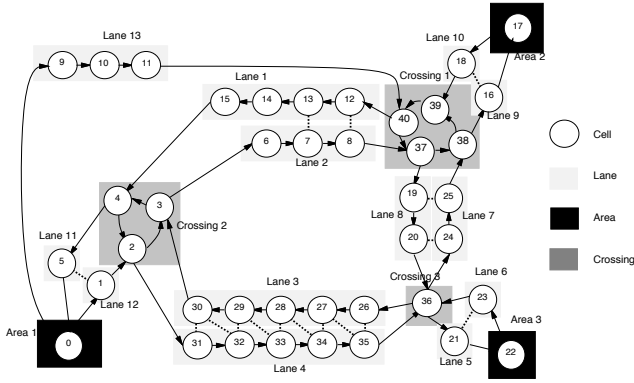 Lane 13
Lane 10
17
Area 2
9
10
11
18
Crossing 1
Lane 1
16
Lane 9
15
14
13
12
40
39
Cell
6
7
8
37
38
Lane 2
Lane
4
3
19
25
Crossing 2
Lane 8
Lane 7
Area
Lane 11
2
20
24
5
Crossing
1
Lane 12
Lane 3
Crossing 3
Lane 6
30
29
28
27
26
36
23
Area 1
0
31
32
33
34
35
21
22
Area 3
Lane 4
Lane 5